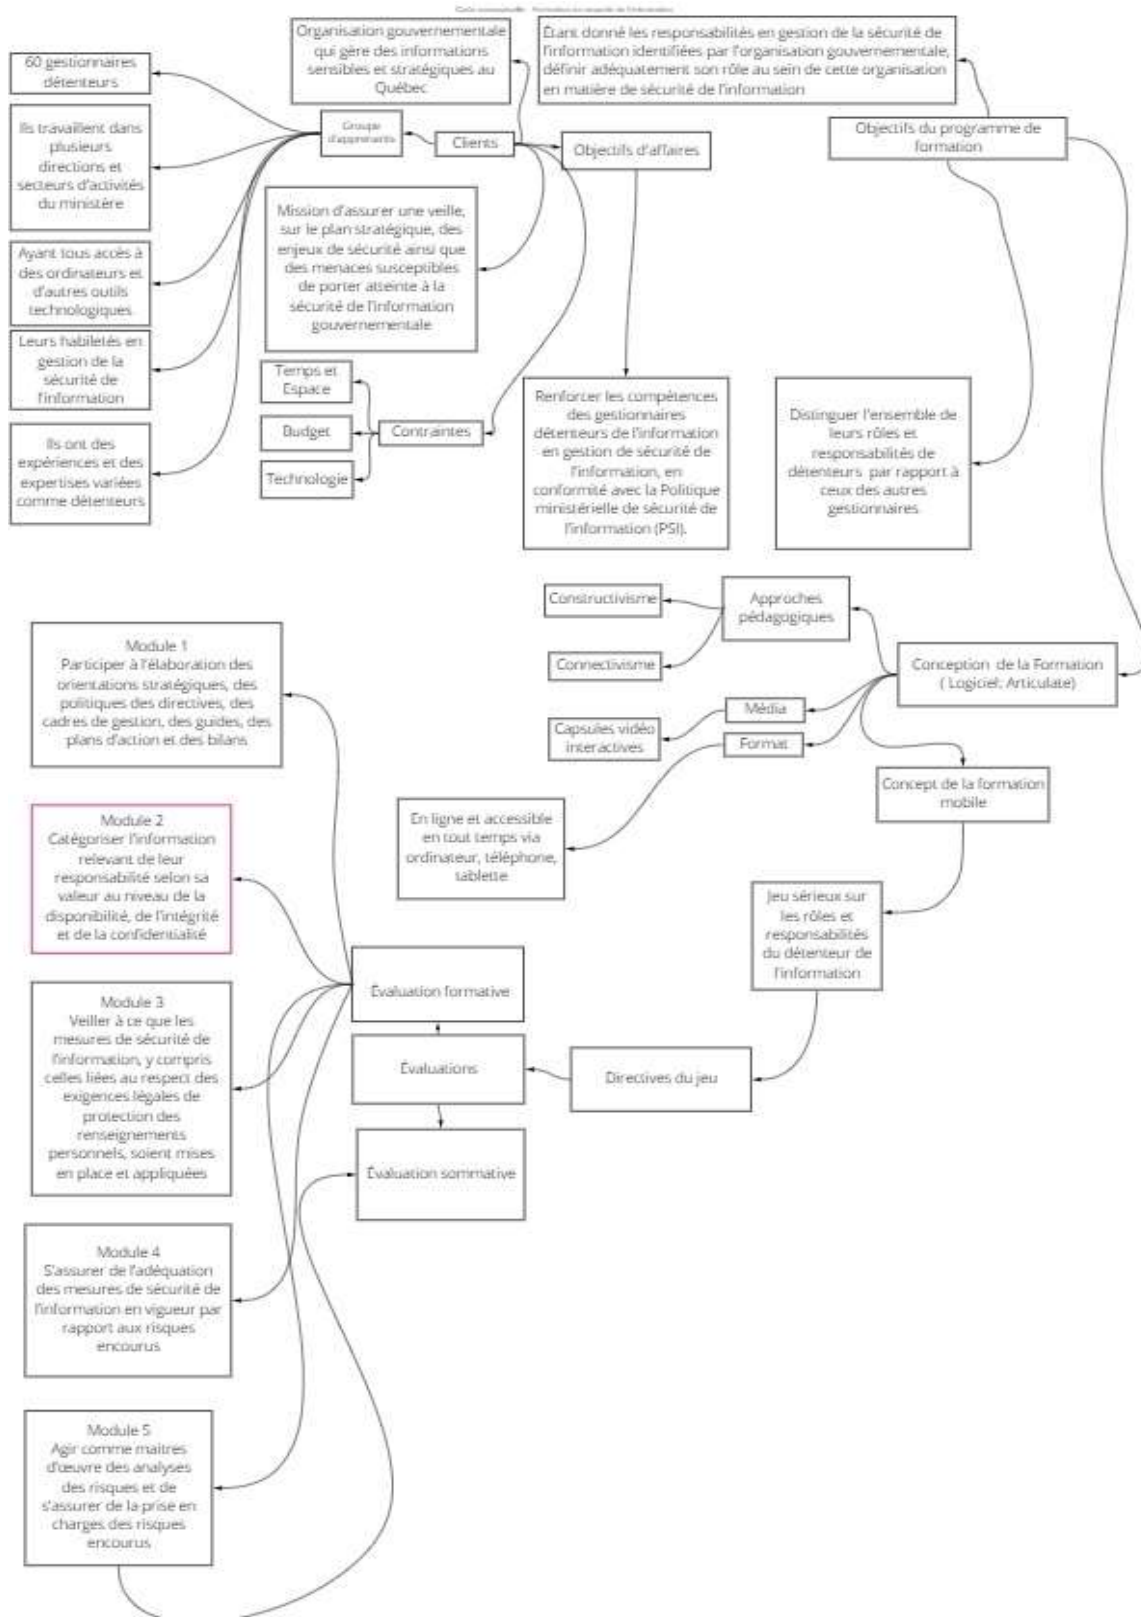 Carte conceptuelle - Formation en sécurité de l'information
Organisation gouvernementale
qui gère des informations
sensibles et stratégiques au
Québec
Étant donné les responsabilités en gestion de la sécurité de
l'information identifiées par l'organisation gouvernementale,
définir adéquatement son rôle au sein de cette organisation
en matière de sécurité de l'information
60 gestionnaires
détenteurs
Groupe
d'apprenants
Clients
Objectifs d'affaires
Objectifs du programme de
formation
Ils travaillent dans
plusieurs
directions et
secteurs d'activités
du ministère
Mission d'assurer une veille,
sur le plan stratégique, des
enjeux de sécurité ainsi que
des menaces susceptibles
de porter atteinte à la
sécurité de l'information
gouvernementale
Ayant tous accès à
des ordinateurs et
d'autres outils
technologiques
Leurs habiletés en
gestion de la
sécurité de
l'information
Ils ont des
expériences et des
expertises variées
comme détenteurs
Temps et
Espace
Budget
Technologie
Contraintes
Renforcer les compétences
des gestionnaires
détenteurs de l'information
en gestion de sécurité de
l'information, en
conformité avec la Politique
ministérielle de sécurité de
l'information (PSI).
Distinguer l'ensemble de
leurs rôles et
responsabilités de
détenteurs par rapport à
ceux des autres
gestionnaires
Constructivisme
Approches
pédagogiques
Connectivisme
Conception de la Formation
( Logiciel: Articulate)
Média
Capsules vidéo
interactives
Format
Concept de la formation
mobile
En ligne et accessible
en tout temps via
ordinateur, téléphone,
tablette
Jeu sérieux sur
les rôles et
responsabilités
du détenteur de
l'information
Module 1
Participer à l'élaboration des
orientations stratégiques, des
politiques des directives, des
cadres de gestion, des guides, des
plans d'action et des bilans
Module 2
Catégoriser l'information
relevant de leur
responsabilité selon sa
valeur au niveau de la
disponibilité, de l'intégrité
et de la confidentialité
Évaluation formative
Évaluations
Directives du jeu
Évaluation sommative
Module 3
Veiller à ce que les
mesures de sécurité de
l'information, y compris
celles liées au respect des
exigences légales de
protection des
renseignements
personnels, soient mises
en place et appliquées
Module 4
S'assurer de l'adéquation
des mesures de sécurité de
l'information en vigueur par
rapport aux risques
encourus
Module 5
Agir comme maitres
d'œuvre des analyses
des risques et de
s'assurer de la prise en
charges des risques
encourus